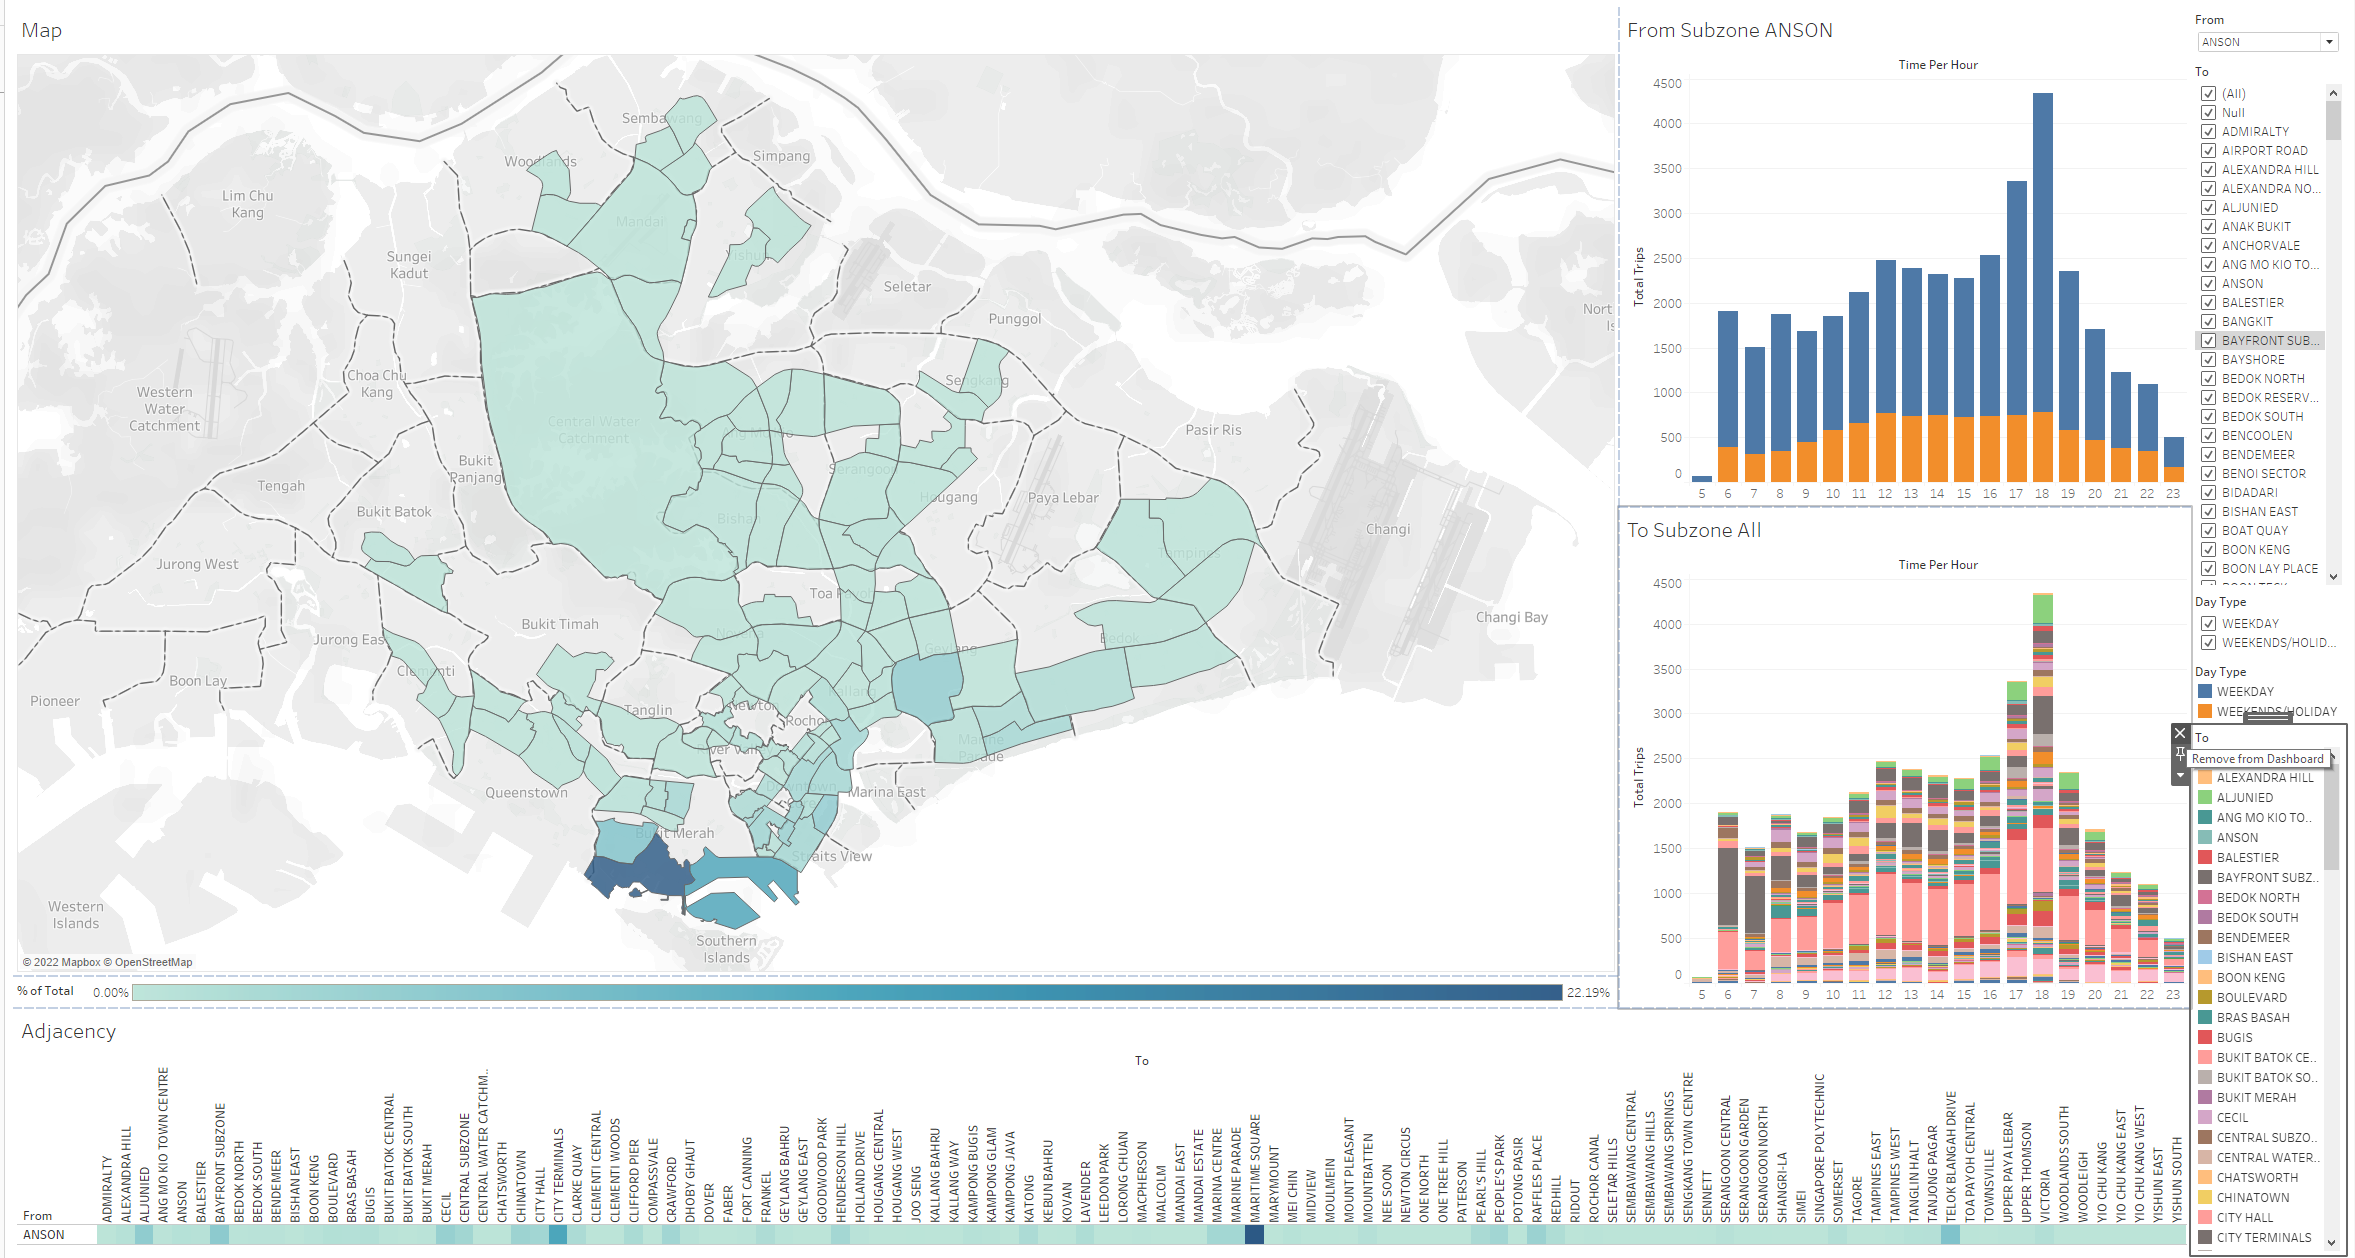 Map
Sembawang
Woodlands
Simpang
Lim Chu
Kang
Mandai
Sungei
Kadut
Yishun
Seletar
Punggol
North
Is
Choa Chu
Kang
Sengkang
Western
Water
Catchment
Central Water
Catchment
Ang Mo Kio
Pasir Ris
Bukit
Panjang
Serangoon
Tengah
Hougang
Paya Lebar
Bukit Batok
Bishan
Changi
Tampines
Jurong West
Toa Payoh
Changi Bay
Bukit Timah
Novena
Bedok
Jurong East
Geylang
Clementi
Boon Lay
Kallang
Pioneer
Tanglin
Newton
Rochor
River Valley
Marine
Parade
Queenstown
Downtown
Core
Marina East
Bukit Merah
Straits View
Western
Islands
Southern
Islands
© 2022 Mapbox © OpenStreetMap
% of Total
0.00%
22.19%
From Subzone ANSON
Time Per Hour
Total Trips
4500
4000
3500
3000
2500
2000
1500
1000
500
0
5 6 7 8 9 10 11 12 13 14 15 16 17 18 19 20 21 22 23
To Subzone All
Time Per Hour
Total Trips
4500
4000
3500
3000
2500
2000
1500
1000
500
0
5 6 7 8 9 10 11 12 13 14 15 16 17 18 19 20 21 22 23
From
ANSON
To
(All)
Null
ADMIRALTY
AIRPORT ROAD
ALEXANDRA HILL
ALEXANDRA NO...
ALJUNIED
ANAK BUKIT
ANCHORVALE
ANG MO KIO TO...
ANSON
BALESTIER
BANGKIT
BAYFRONT SUB...
BAYSHORE
BEDOK NORTH
BEDOK RESERV...
BEDOK SOUTH
BENCOOLEN
BENDEMEER
BENOI SECTOR
BIDADARI
BISHAN EAST
BOAT QUAY
BOON KENG
BOON LAY PLACE
Day Type
WEEKDAY
WEEKENDS/HOLID...
Day Type
WEEKDAY
WEEKENDS/HOLIDAY
To
Remove from Dashboard
ALEXANDRA HILL
ALJUNIED
ANG MO KIO TO..
ANSON
BALESTIER
BAYFRONT SUBZ..
BEDOK NORTH
BEDOK SOUTH
BENDEMEER
BISHAN EAST
BOON KENG
BOULEVARD
BRAS BASAH
BUGIS
BUKIT BATOK CE..
BUKIT BATOK SO..
BUKIT MERAH
CECIL
CENTRAL SUBZO..
CENTRAL WATER..
CHATSWORTH
CHINATOWN
CITY HALL
CITY TERMINALS
Adjacency
To
ADMIRALTY
ALEXANDRA HILL
ALJUNIED
ANG MO KIO TOWN CENTRE
ANSON
BALESTIER
BAYFRONT SUBZONE
BEDOK NORTH
BEDOK SOUTH
BENDEMEER
BISHAN EAST
BOON KENG
BOULEVARD
BRAS BASAH
BUGIS
BUKIT BATOK CENTRAL
BUKIT BATOK SOUTH
BUKIT MERAH
CECIL
CENTRAL SUBZONE
CENTRAL WATER CATCHM..
CHATSWORTH
CHINATOWN
CITY HALL
CITY TERMINALS
CLARKE QUAY
CLEMENTI CENTRAL
CLEMENTI WOODS
CLIFFORD PIER
COMPASSVALE
CRAWFORD
DHOBY GHAUT
DOVER
FABER
FORT CANNING
FRANKEL
GEYLANG BAHRU
GEYLANG EAST
GOODWOOD PARK
HENDERSON HILL
HOLLAND DRIVE
HOUGANG CENTRAL
HOUGANG WEST
JOO SENG
KALLANG BAHRU
KALLANG WAY
KAMPONG BUGIS
KAMPONG GLAM
KAMPONG JAVA
KATONG
KEBUN BAHRU
KOVAN
LAVENDER
LEEDON PARK
LORONG CHUAN
MACPHERSON
MALCOLM
MANDAI EAST
MANDAI ESTATE
MARINA CENTRE
MARINE PARADE
MARITIME SQUARE
MARYMOUNT
MEI CHIN
MIDVIEW
MOULMEIN
MOUNT PLEASANT
MOUNTBATTEN
NEE SOON
NEWTON CIRCUS
ONE NORTH
ONE TREE HILL
PATERSON
PEARL'S HILL
PEOPLE'S PARK
POTONG PASIR
RAFFLES PLACE
REDHILL
RIDOUT
ROCHOR CANAL
SELETAR HILLS
SEMBAWANG CENTRAL
SEMBAWANG HILLS
SEMBAWANG SPRINGS
SENGKANG TOWN CENTRE
SENNETT
SERANGOON CENTRAL
SERANGOON GARDEN
SERANGOON NORTH
SHANGRI-LA
SIMEI
SINGAPORE POLYTECHNIC
SOMERSET
TAGORE
TAMPINES EAST
TAMPINES WEST
TANGLIN HALT
TANJONG PAGAR
TELOK BLANGAH DRIVE
TOA PAYOH CENTRAL
TOWNSVILLE
UPPER PAYA LEBAR
UPPER THOMSON
VICTORIA
WOODLANDS SOUTH
WOODLEIGH
YIO CHU KANG
YIO CHU KANG EAST
YIO CHU KANG WEST
YISHUN EAST
YISHUN SOUTH
From
ANSON